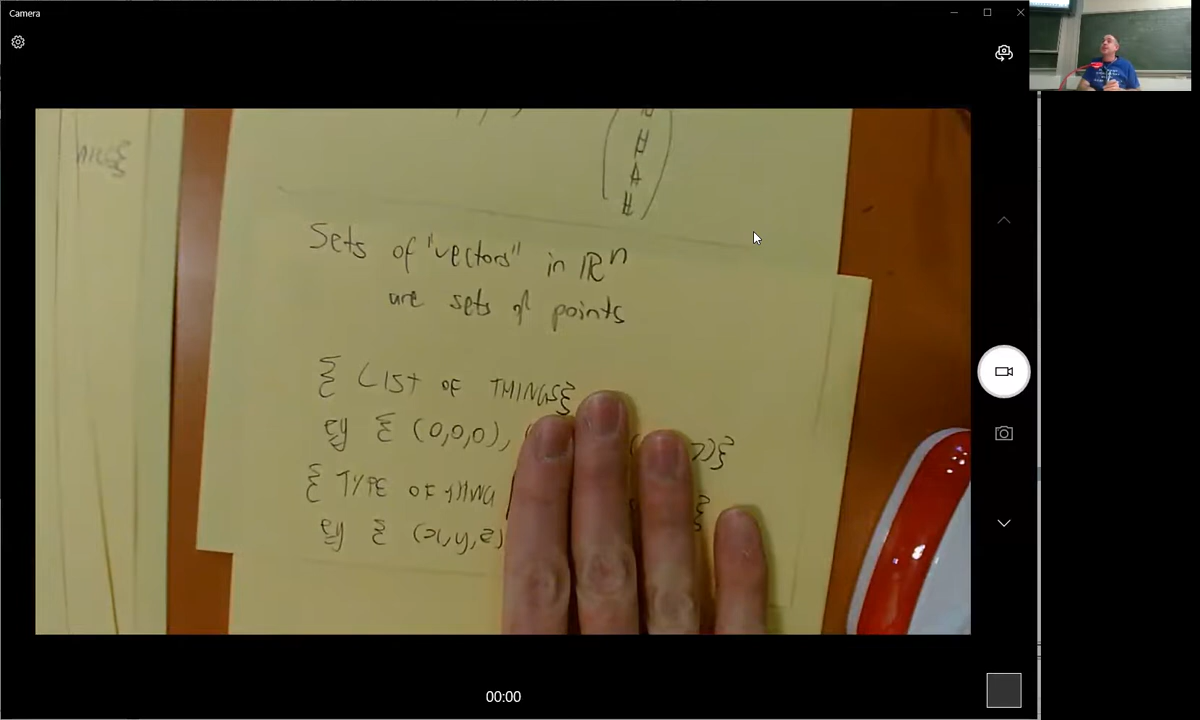 Camera
N
H
A
H
Sets of "vectors" in ℝⁿ
are sets of points
{ LIST OF THINGS}
eg { (0,0,0), ( )}
{ TYPE OF THING |
eg { (x,y,z) }
00:00